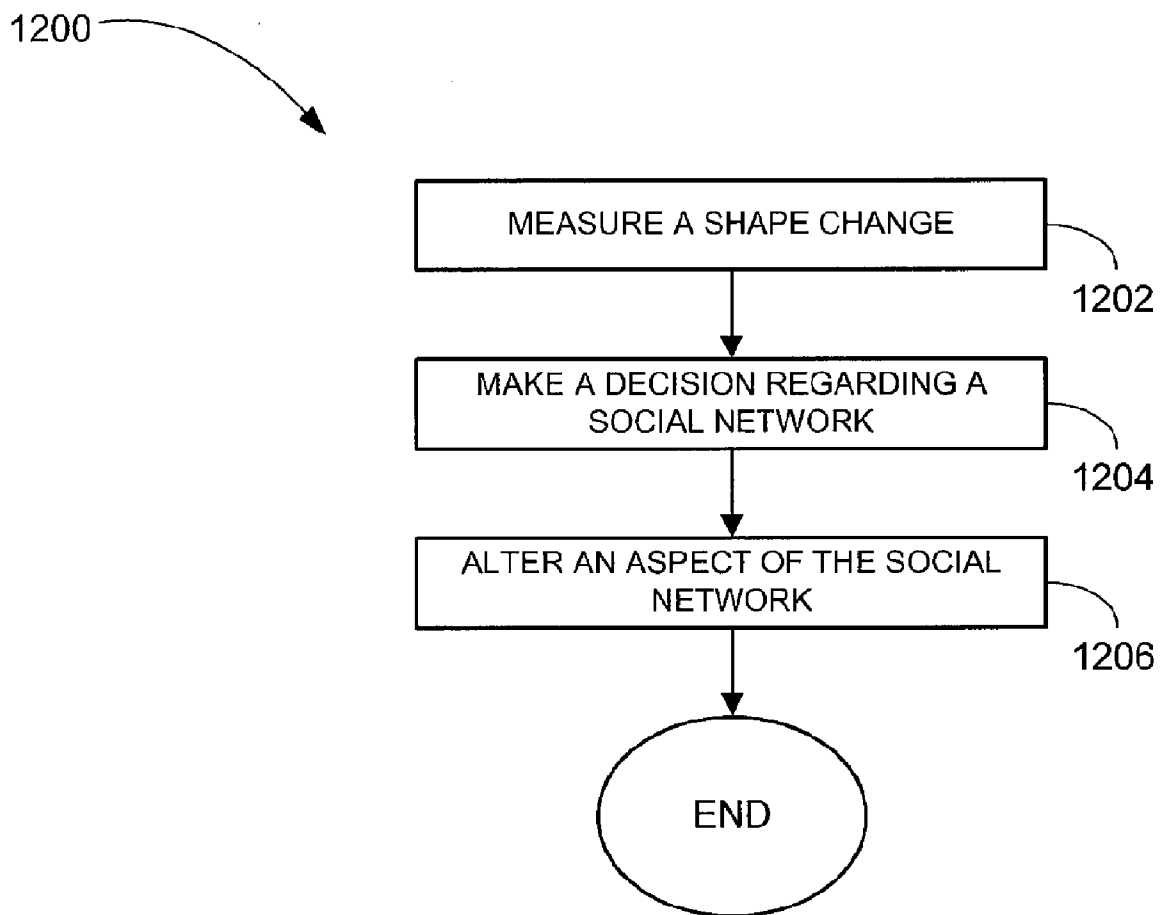 1200
MEASURE A SHAPE CHANGE
1202
MAKE A DECISION REGARDING A
SOCIAL NETWORK
1204
ALTER AN ASPECT OF THE SOCIAL
NETWORK
1206
END